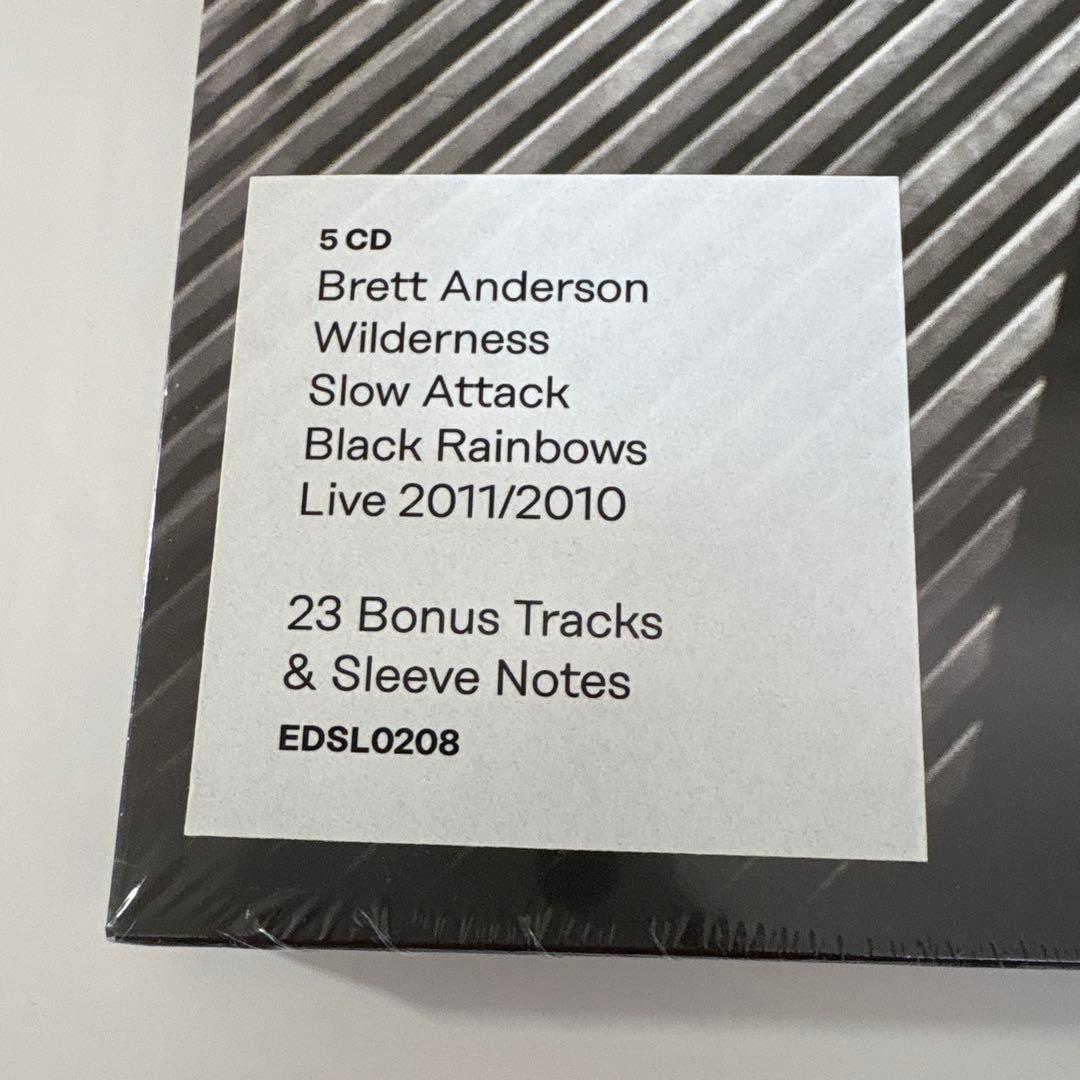 5 CD
Brett Anderson
Wilderness
Slow Attack
Black Rainbows
Live 2011/2010
23 Bonus Tracks
& Sleeve Notes
EDSL0208